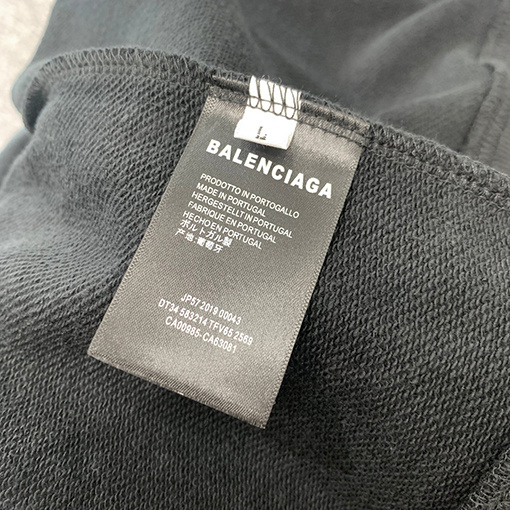 L
BALENCIAGA
PRODOTTO IN PORTOGALLO
MADE IN PORTUGAL
HERGESTELLT IN PORTUGAL
FABRIQUE EN PORTUGAL
HECHO EN PORTUGAL
ポルトガル製
产地:葡萄牙
JP57 2019 00043
DT34 583214 TFV65 2569
CA00985-CA63081